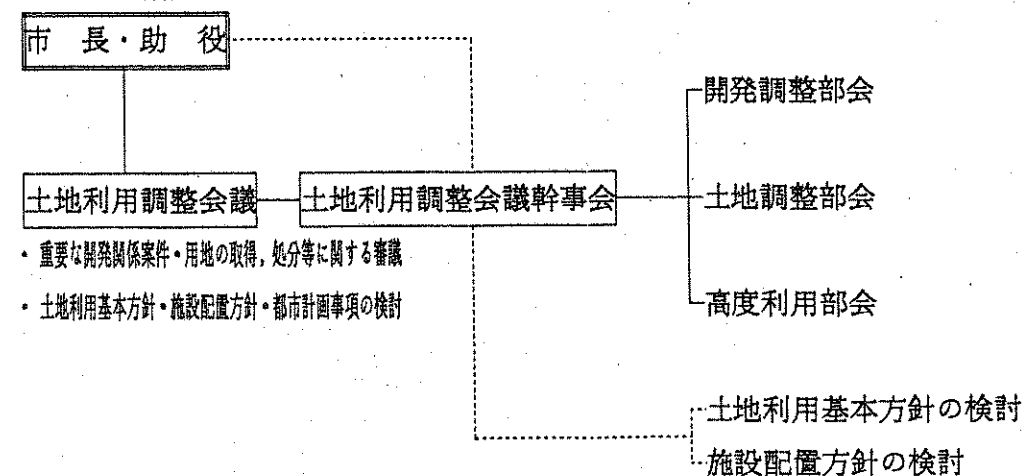 市 長・助 役
開発調整部会
土地利用調整会議
土地利用調整会議幹事会
土地調整部会
・ 重要な開発関係案件・用地の取得，処分等に関する審議
・ 土地利用基本方針・施設配置方針・都市計画事項の検討
高度利用部会
土地利用基本方針の検討
施設配置方針の検討